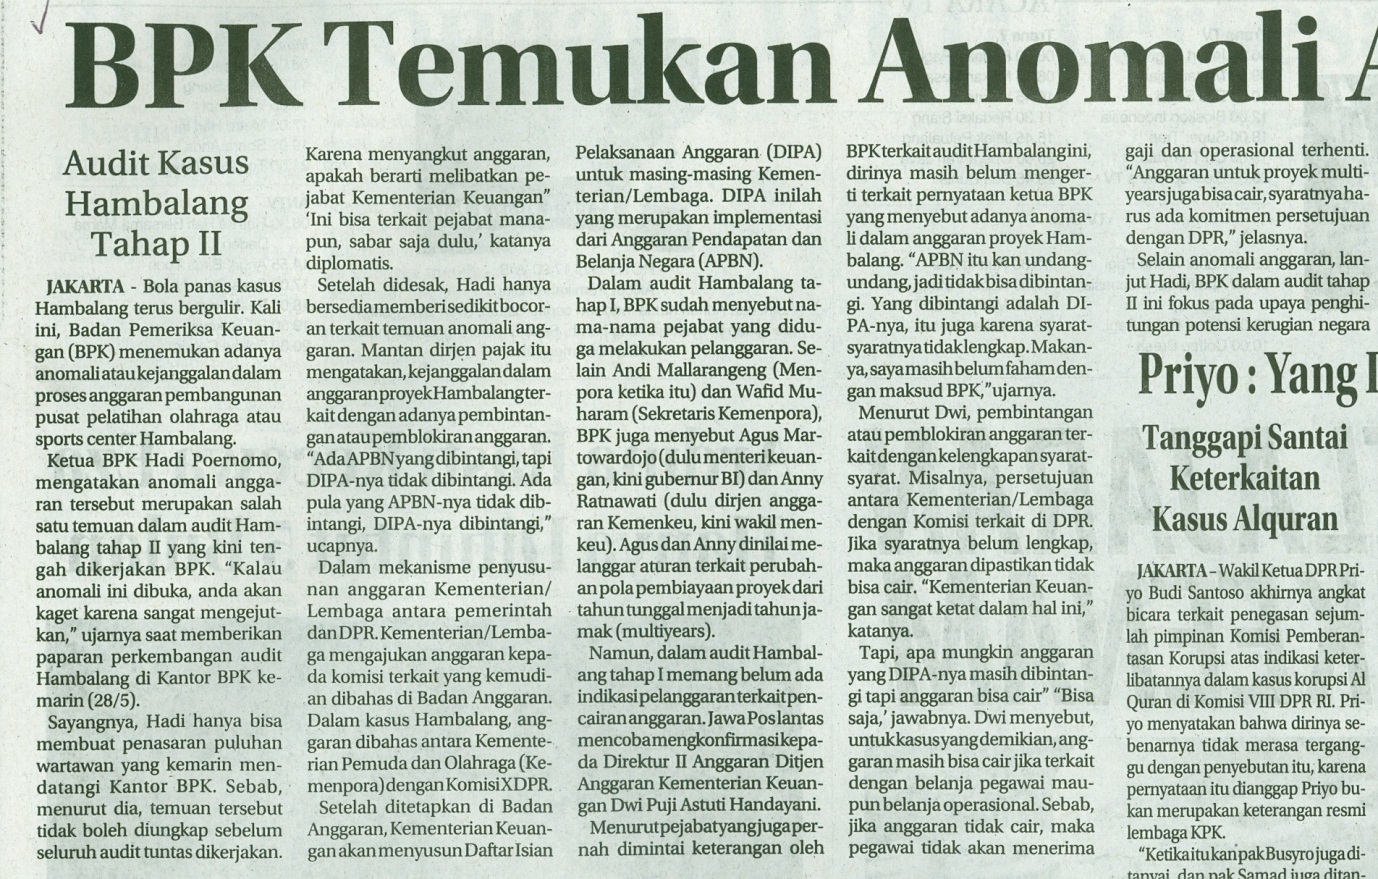 BPK Temukan Anomali
Audit Kasus
Hambalang
Tahap II
JAKARTA - Bola panas kasus
Hambalang terus bergulir. Kali
ini, Badan Pemeriksa Keuan-
gan (BPK) menemukan adanya
anomali atau kejanggalan dalam
proses anggaran pembangunan
pusat pelatihan olahraga atau
sports center Hambalang.
Ketua BPK Hadi Poernomo,
mengatakan anomali angga-
ran tersebut merupakan salah
satu temuan dalam audit Ham-
balang tahap II yang kini ten-
gah dikerjakan BPK. “Kalau
anomali ini dibuka, anda akan
kaget karena sangat mengejut-
kan,” ujarnya saat memberikan
paparan perkembangan audit
Hambalang di Kantor BPK ke-
marin (28/5).
Sayangnya, Hadi hanya bisa
membuat penasaran puluhan
wartawan yang kemarin men-
datangi Kantor BPK. Sebab,
menurut dia, temuan tersebut
tidak boleh diungkap sebelum
seluruh audit tuntas dikerjakan.
Karena menyangkut anggaran,
apakah berarti melibatkan pe-
jabat Kementerian Keuangan”
‘Ini bisa terkait pejabat mana-
pun, sabar saja dulu,’ katanya
diplomatis.
Setelah didesak, Hadi hanya
bersedia memberi sedikit bocor-
an terkait temuan anomali ang-
garan. Mantan dirjen pajak itu
mengatakan, kejanggalan dalam
anggaran proyek Hambalang ter-
kait dengan adanya pembintan-
gan atau pemblokiran anggaran.
“Ada APBN yang dibintangi, tapi
DIPA-nya tidak dibintangi. Ada
pula yang APBN-nya tidak dib-
intangi, DIPA-nya dibintangi,”
ucapnya.
Dalam mekanisme penyusu-
nan anggaran Kementerian/
Lembaga antara pemerintah
dan DPR. Kementerian/Lemba-
ga mengajukan anggaran kepa-
da komisi terkait yang kemudi-
an dibahas di Badan Anggaran.
Dalam kasus Hambalang, ang-
garan dibahas antara Kemente-
rian Pemuda dan Olahraga (Ke-
menpora) dengan Komisi X DPR.
Setelah ditetapkan di Badan
Anggaran, Kementerian Keuan-
gan akan menyusun Daftar Isian
Pelaksanaan Anggaran (DIPA)
untuk masing-masing Kemen-
terian/Lembaga. DIPA inilah
yang merupakan implementasi
dari Anggaran Pendapatan dan
Belanja Negara (APBN).
Dalam audit Hambalang ta-
hap I, BPK sudah menyebut na-
ma-nama pejabat yang didu-
ga melakukan pelanggaran. Se-
lain Andi Mallarangeng (Men-
pora ketika itu) dan Wafid Mu-
haram (Sekretaris Kemenpora),
BPK juga menyebut Agus Mar-
towardojo (dulu menteri keuan-
gan, kini gubernur BI) dan Anny
Ratnawati (dulu dirjen angga-
ran Kemenkeu, kini wakil men-
keu). Agus dan Anny dinilai me-
langgar aturan terkait perubah-
an pola pembiayaan proyek dari
tahun tunggal menjadi tahun ja-
mak (multiyears).
Namun, dalam audit Hambal-
ang tahap I memang belum ada
indikasi pelanggaran terkait pen-
cairan anggaran. Jawa Pos lantas
mencoba mengkonfirmasi kepa-
da Direktur II Anggaran Ditjen
Anggaran Kementerian Keuan-
gan Dwi Puji Astuti Handayani.
Menurut pejabat yang juga per-
nah dimintai keterangan oleh
BPK terkait audit Hambalang ini,
dirinya masih belum menger-
ti terkait pernyataan ketua BPK
yang menyebut adanya anoma-
li dalam anggaran proyek Ham-
balang. “APBN itu kan undang-
undang, jadi tidak bisa dibintan-
gi. Yang dibintangi adalah DI-
PA-nya, itu juga karena syarat-
syaratnya tidak lengkap. Makan-
ya, saya masih belum faham den-
gan maksud BPK,”ujarnya.
Menurut Dwi, pembintangan
atau pemblokiran anggaran ter-
kait dengan kelengkapan syarat-
syarat. Misalnya, persetujuan
antara Kementerian/Lembaga
dengan Komisi terkait di DPR.
Jika syaratnya belum lengkap,
maka anggaran dipastikan tidak
bisa cair. “Kementerian Keuan-
gan sangat ketat dalam hal ini,”
katanya.
Tapi, apa mungkin anggaran
yang DIPA-nya masih dibintan-
gi tapi anggaran bisa cair” “Bisa
saja,’ jawabnya. Dwi menyebut,
untuk kasus yang demikian, ang-
garan masih bisa cair jika terkait
dengan belanja pegawai mau-
pun belanja operasional. Sebab,
jika anggaran tidak cair, maka
pegawai tidak akan menerima
gaji dan operasional terhenti.
“Anggaran untuk proyek multi-
years juga bisa cair, syaratnya ha-
rus ada komitmen persetujuan
dengan DPR,” jelasnya.
Selain anomali anggaran, lan-
jut Hadi, BPK dalam audit tahap
II ini fokus pada upaya penghi-
tungan potensi kerugian negara
Priyo : Yang
Tanggapi Santai
Keterkaitan
Kasus Alquran
JAKARTA – Wakil Ketua DPR Pri-
yo Budi Santoso akhirnya angkat
bicara terkait penegasan sejum-
lah pimpinan Komisi Pemberan-
tasan Korupsi atas indikasi keter-
libatannya dalam kasus korupsi Al
Quran di Komisi VIII DPR RI. Pri-
yo menyatakan bahwa dirinya se-
benarnya tidak merasa tergang-
gu dengan penyebutan itu, karena
pernyataan itu dianggap Priyo bu-
kan merupakan keterangan resmi
lembaga KPK.
“Ketika itu kan pak Busyro juga di-
tanyai, dan pak Samad juga ditan-